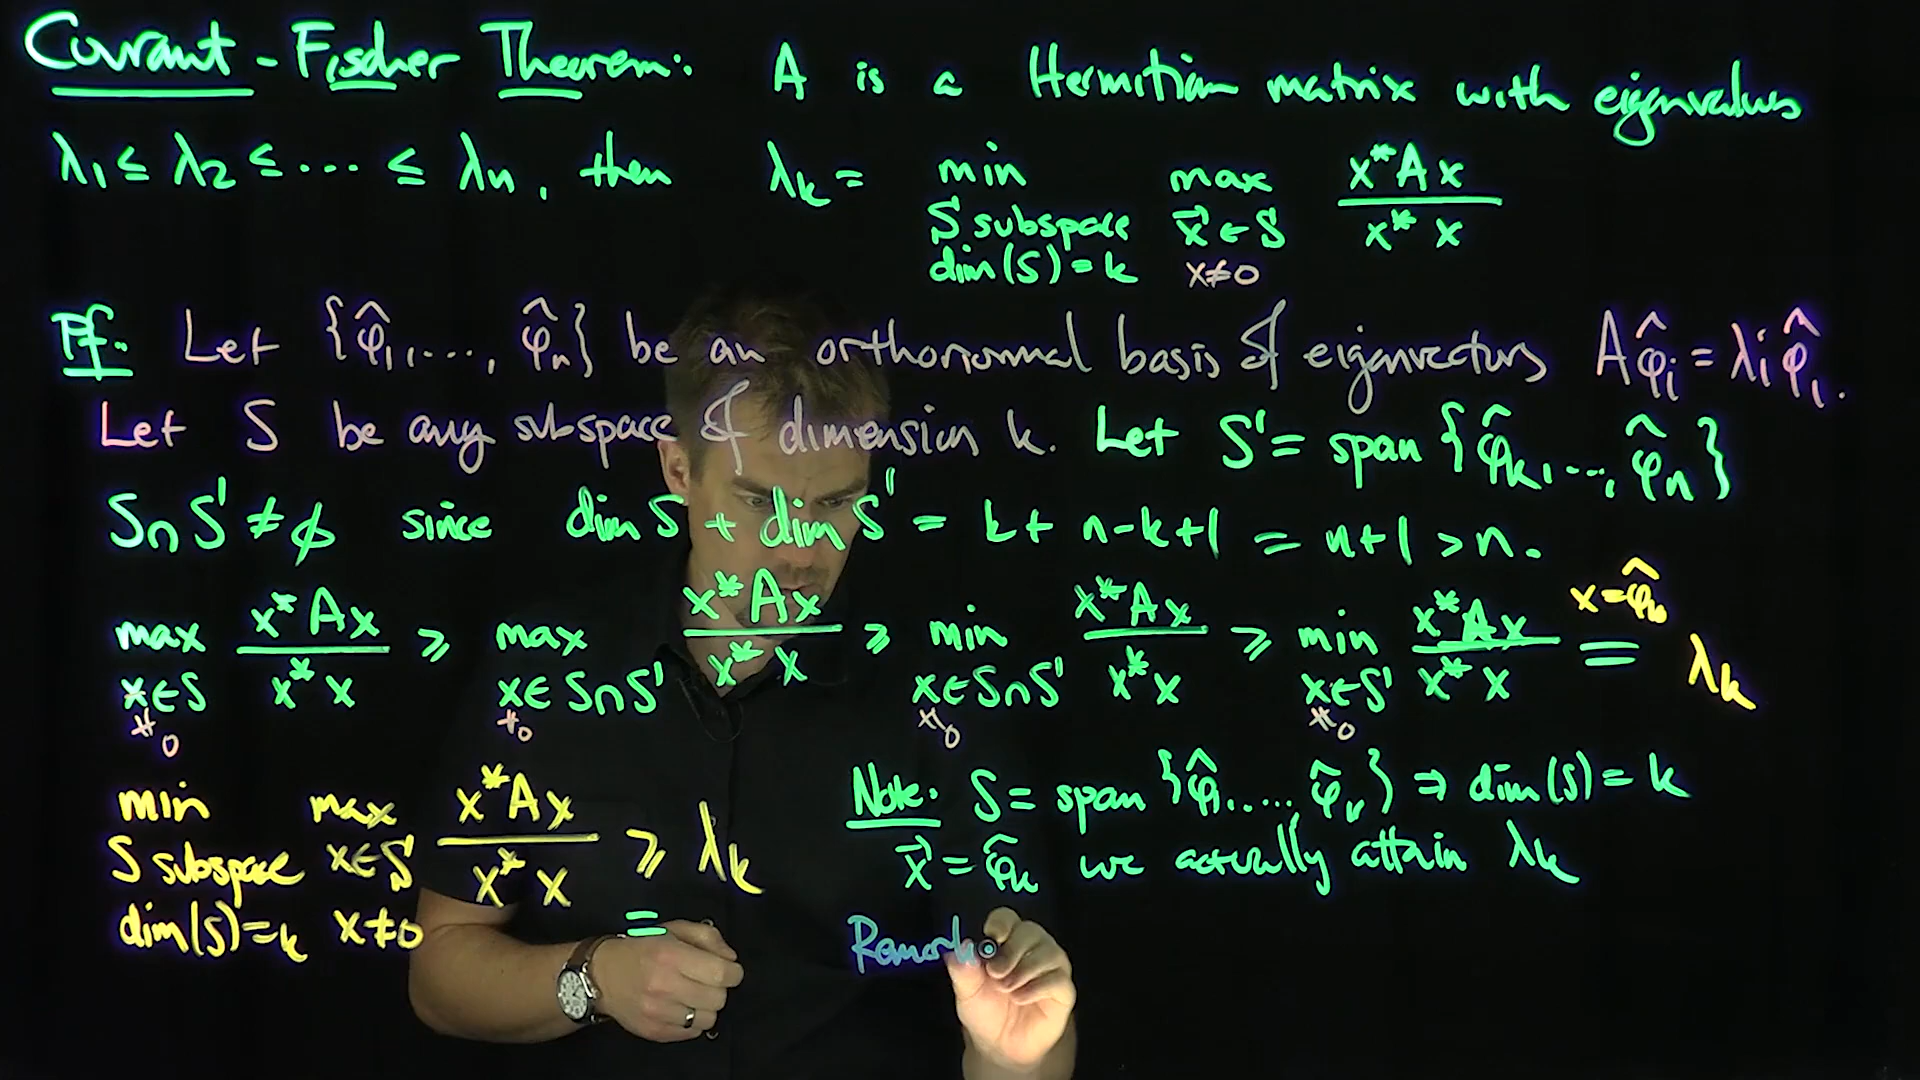 Courant - Fischer Theorem: A is a Hermitian matrix with eigenvalues
λ₁ ≤ λ₂ ≤ ... ≤ λn, then λk = min max x*Ax / x*x
S subspace x⃗ ∈ S
dim(S) = k x≠0
Pf: Let {φ̂₁, ..., φ̂n} be an orthonormal basis of eigenvectors Aφ̂i = λiφ̂i.
Let S be any subspace of dimension k. Let S' = span {φ̂k, ..., φ̂n}
S∩S' ≠ ϕ since dim S + dim S' = k + n-k+1 = n+1 > n.
max x*Ax / x*x ≥ max x*Ax / x*x ≥ min x*Ax / x*x ≥ min x*Ax / x*x = λk
x∈S x∈S∩S' x∈S∩S' x∈S' x=φ̂k
≠0 ≠0 ≠0 ≠0
min max x*Ax / x*x ≥ λk
S subspace x∈S =
dim(S)=k x≠0
Note: S = span {φ̂₁, ..., φ̂k} ⇒ dim(S) = k
x⃗ = φ̂k we actually attain λk
Remark